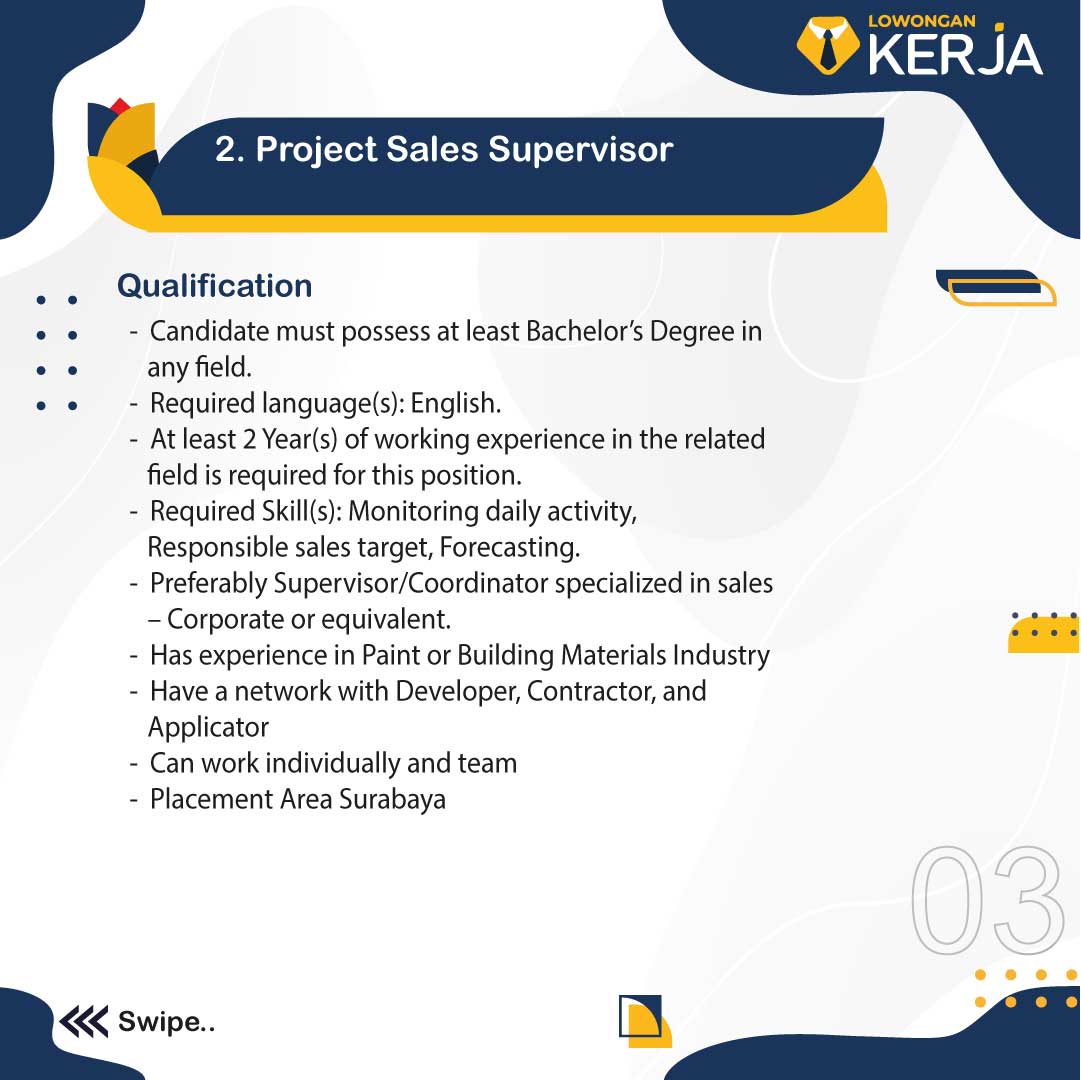 LOWONGAN
KERJA
2. Project Sales Supervisor
Qualification
- Candidate must possess at least Bachelor’s Degree in
any field.
- Required language(s): English.
- At least 2 Year(s) of working experience in the related
field is required for this position.
- Required Skill(s): Monitoring daily activity,
Responsible sales target, Forecasting.
- Preferably Supervisor/Coordinator specialized in sales
– Corporate or equivalent.
- Has experience in Paint or Building Materials Industry
- Have a network with Developer, Contractor, and
Applicator
- Can work individually and team
- Placement Area Surabaya
03
Swipe..